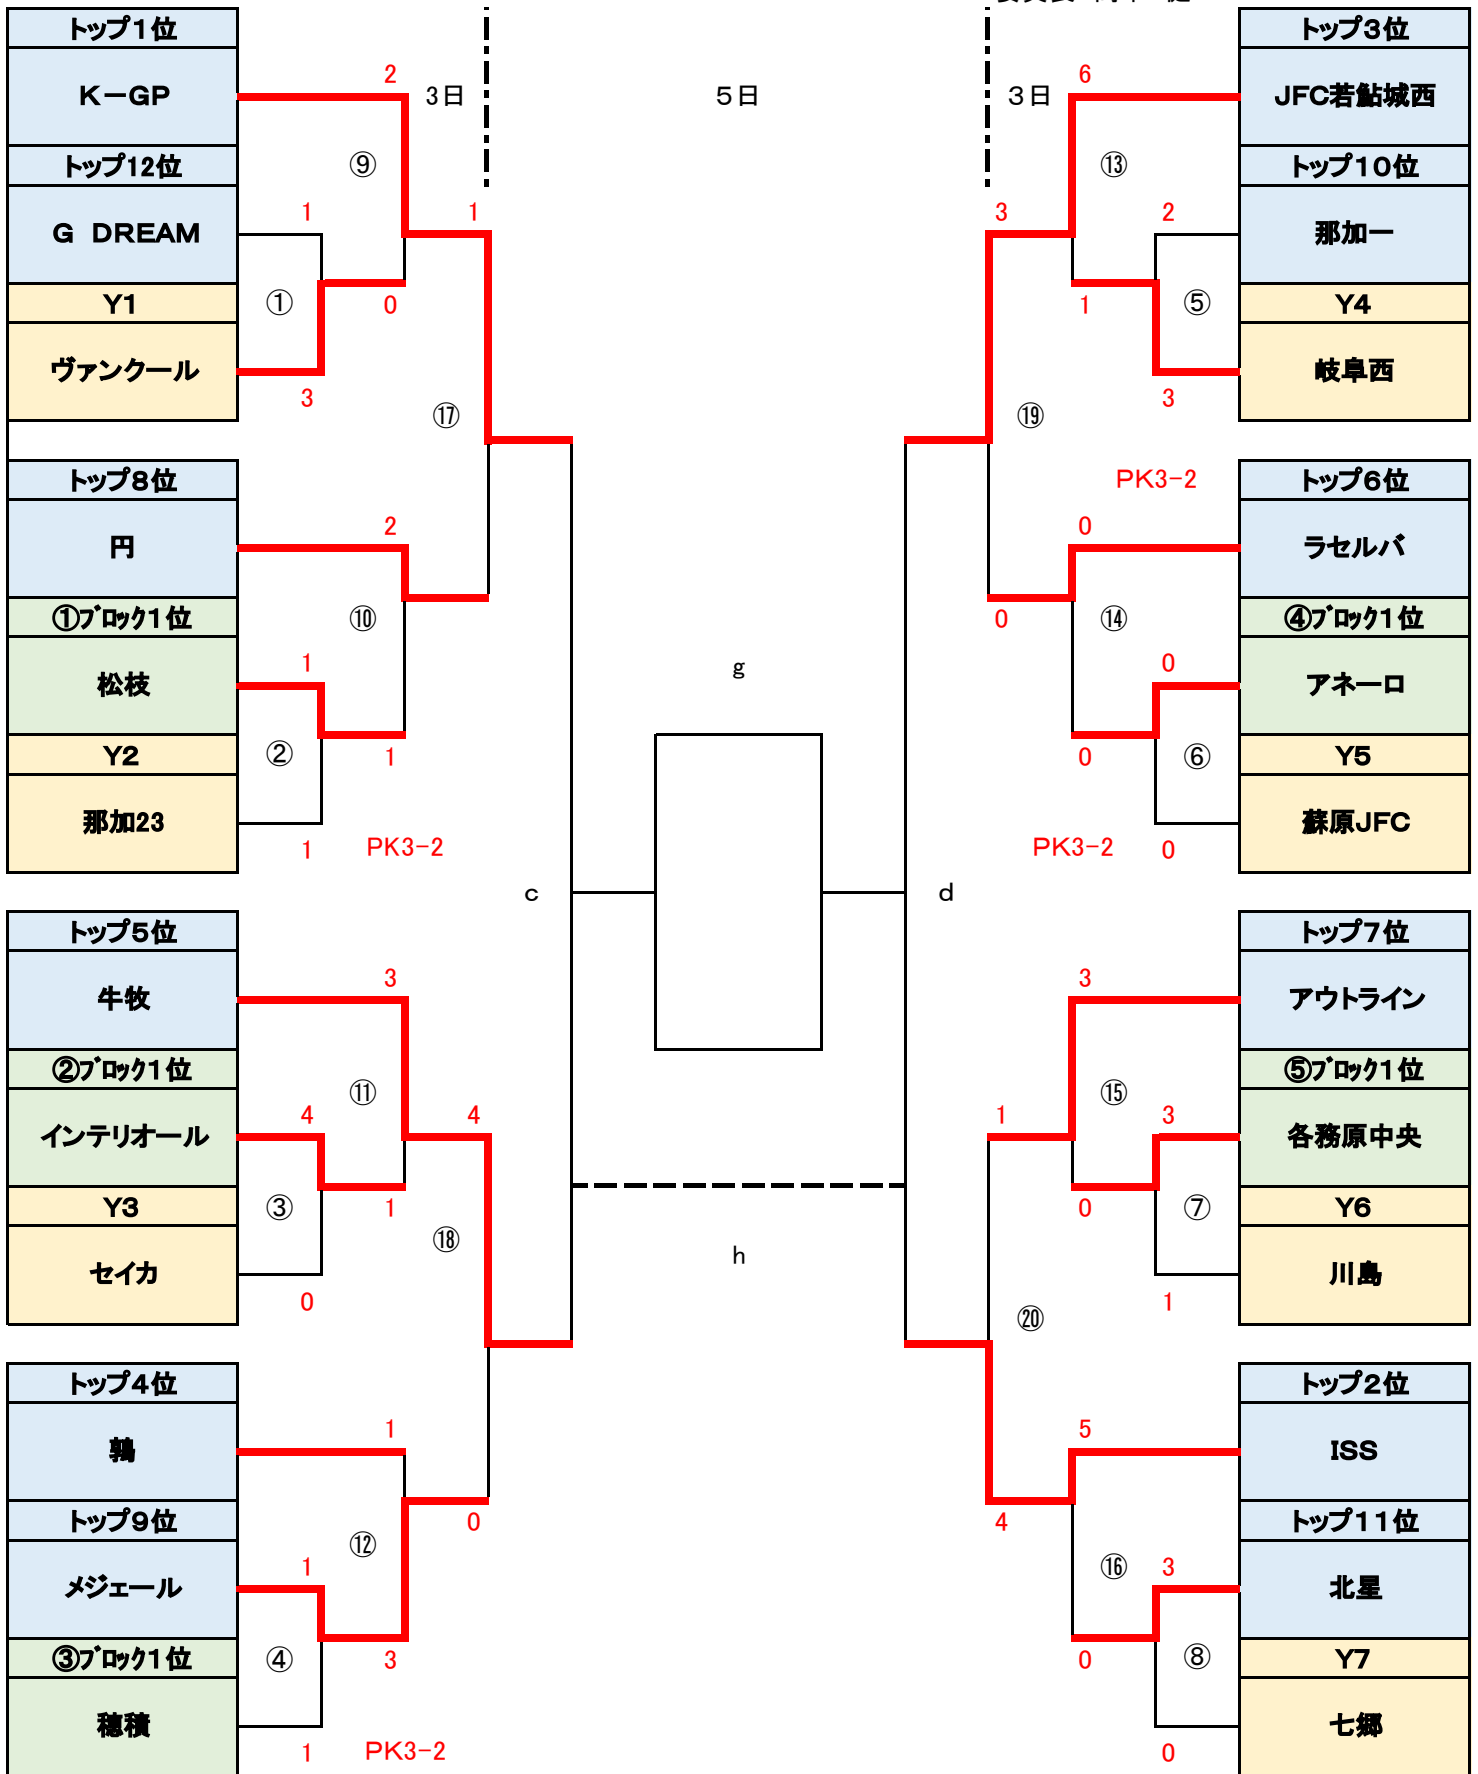 トップ1位
トップ3位
2
3日
5日
3日
6
K－GP
JFC若鮎城西
トップ12位
⑨
⑬
トップ10位
1
1
3
2
G DREAM
那加一
Y1
①
0
1
⑤
Y4
ヴァンクール
岐阜西
3
⑰
⑲
3
トップ8位
PK3-2
トップ6位
2
0
円
ラセルバ
①ブロック1位
⑩
0
⑭
④ブロック1位
1
g
0
松枝
アネーロ
Y2
②
1
0
⑥
Y5
那加23
蘇原JFC
1
PK3-2
PK3-2
0
c
d
トップ5位
トップ7位
3
3
牛牧
アウトライン
②ブロック1位
⑪
⑮
⑤ブロック1位
4
4
1
3
インテリオール
各務原中央
Y3
③
1
0
⑦
Y6
⑱
h
セイカ
川島
0
⑳
1
トップ4位
トップ2位
1
5
鶉
ISS
トップ9位
0
4
トップ11位
⑫
⑯
1
3
メジェール
北星
③ブロック1位
④
3
0
⑧
Y7
穂積
七郷
1
PK3-2
0